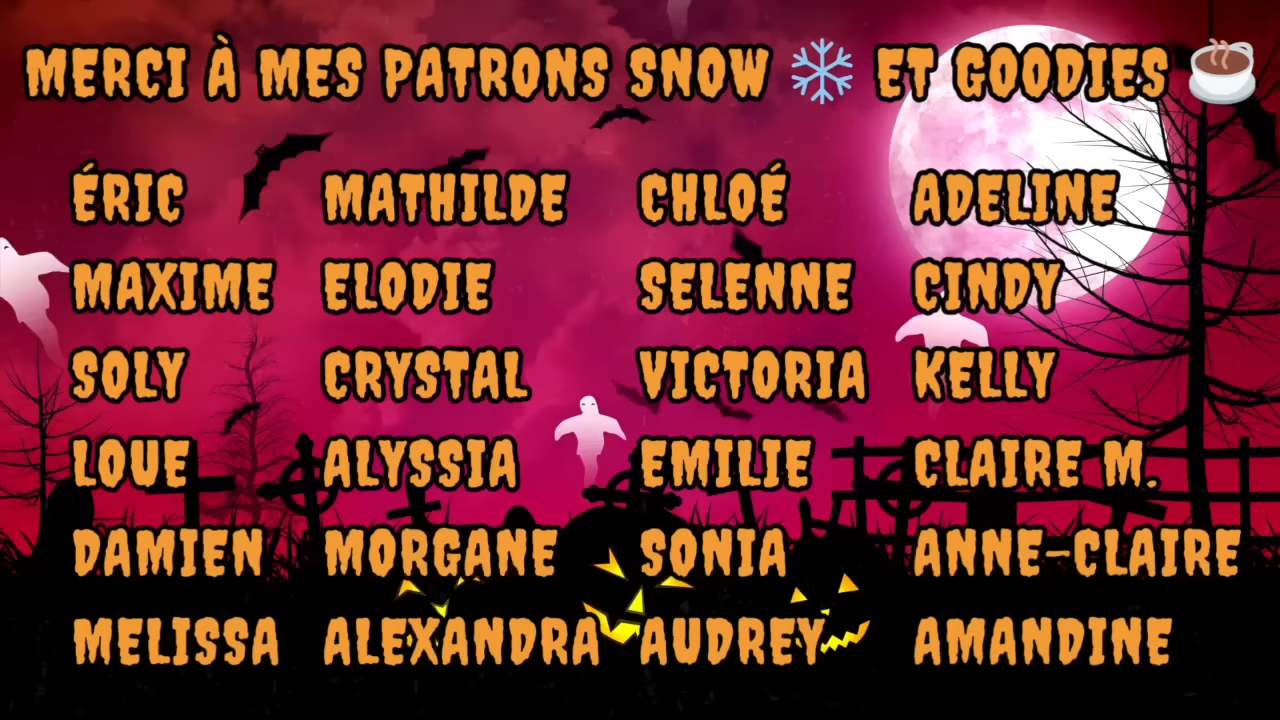 MERCI À MES PATRONS SNOW ❄ ET GOODIES ☕
ÉRIC MATHILDE CHLOÉ ADELINE
MAXIME ELODIE SELENNE CINDY
SOLY CRYSTAL VICTORIA KELLY
LOUE ALYSSIA EMILIE CLAIRE M.
DAMIEN MORGANE SONIA ANNE-CLAIRE
MELISSA ALEXANDRA AUDREY AMANDINE